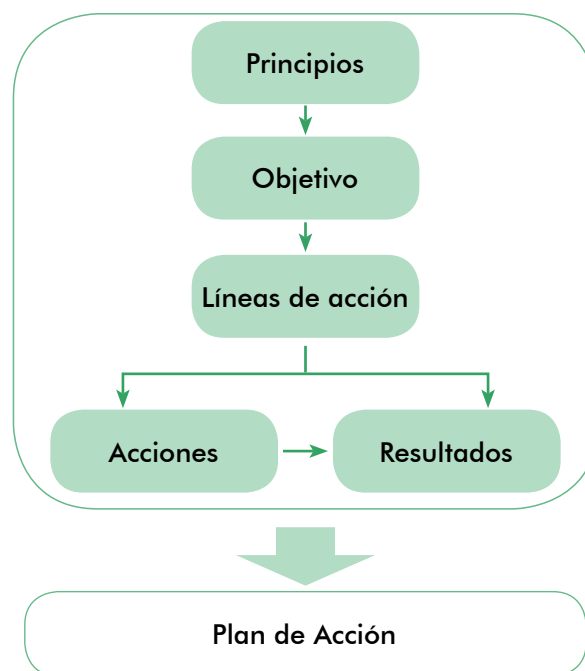 Principios
Objetivo
Líneas de acción
Acciones
Resultados
Plan de Acción